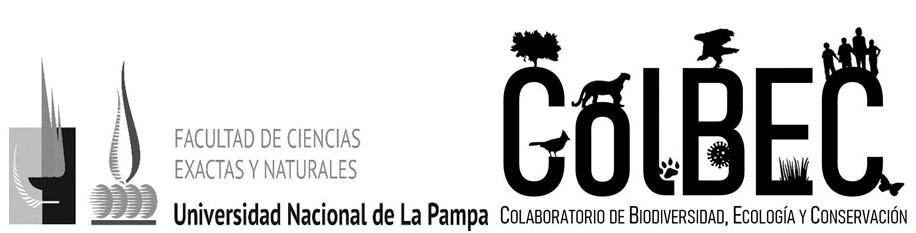 FACULTAD DE CIENCIAS
EXACTAS Y NATURALES
Universidad Nacional de La Pampa
ColBEC
COLABORATORIO DE BIODIVERSIDAD, ECOLOGÍA Y CONSERVACIÓN